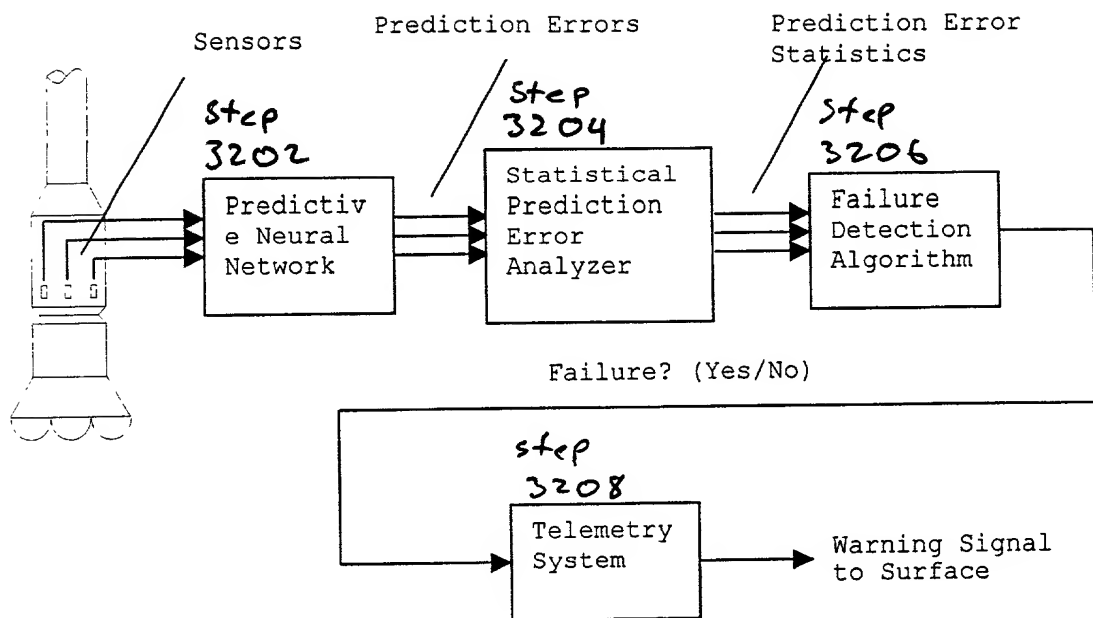 Sensors
Prediction Errors
Prediction Error
Statistics
Step
3202
Step
3204
Step
3206
Predictiv
e Neural
Network
Statistical
Prediction
Error
Analyzer
Failure
Detection
Algorithm
Failure? (Yes/No)
step
3208
Telemetry
System
Warning Signal
to Surface